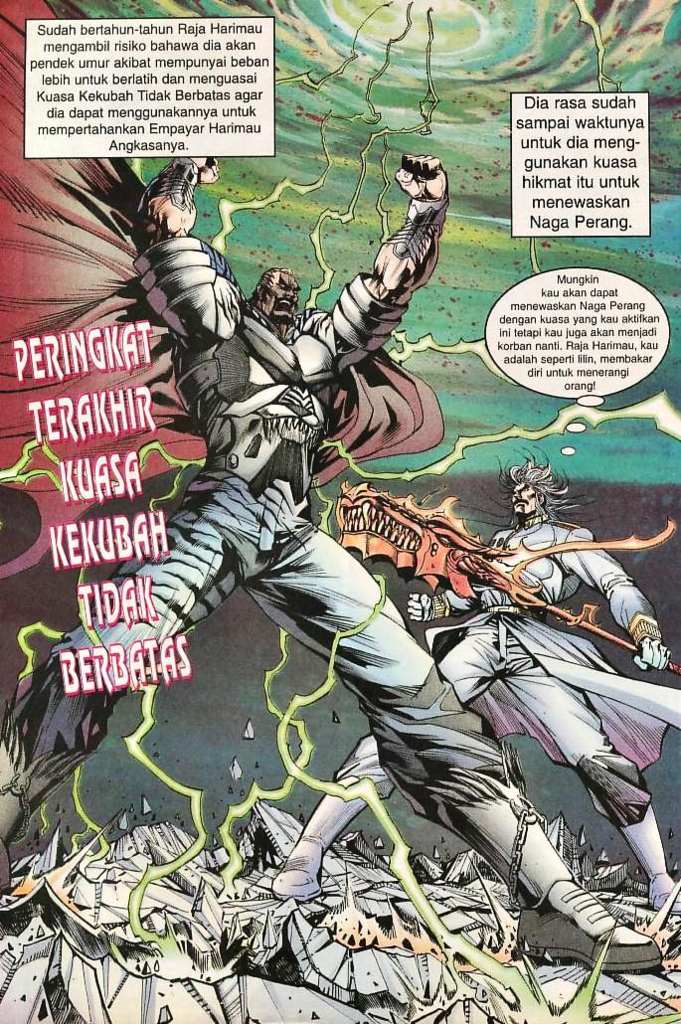 Sudah bertahun-tahun Raja Harimau
mengambil risiko bahawa dia akan
pendek umur akibat mempunyai beban
lebih untuk berlatih dan menguasai
Kuasa Kekubah Tidak Berbatas agar
dia dapat menggunakannya untuk
mempertahankan Empayar Harimau
Angkasanya.
Dia rasa sudah
sampai waktunya
untuk dia meng-
gunakan kuasa
hikmat itu untuk
menewaskan
Naga Perang.
Mungkin
kau akan dapat
menewaskan Naga Perang
dengan kuasa yang kau aktifkan
ini tetapi kau juga akan menjadi
korban nanti. Raja Harimau, kau
adalah seperti lilin, membakar
diri untuk menerangi
orang!
PERINGKAT
TERAKHIR
KUASA
KEKUBAH
TIDAK
BERBATAS